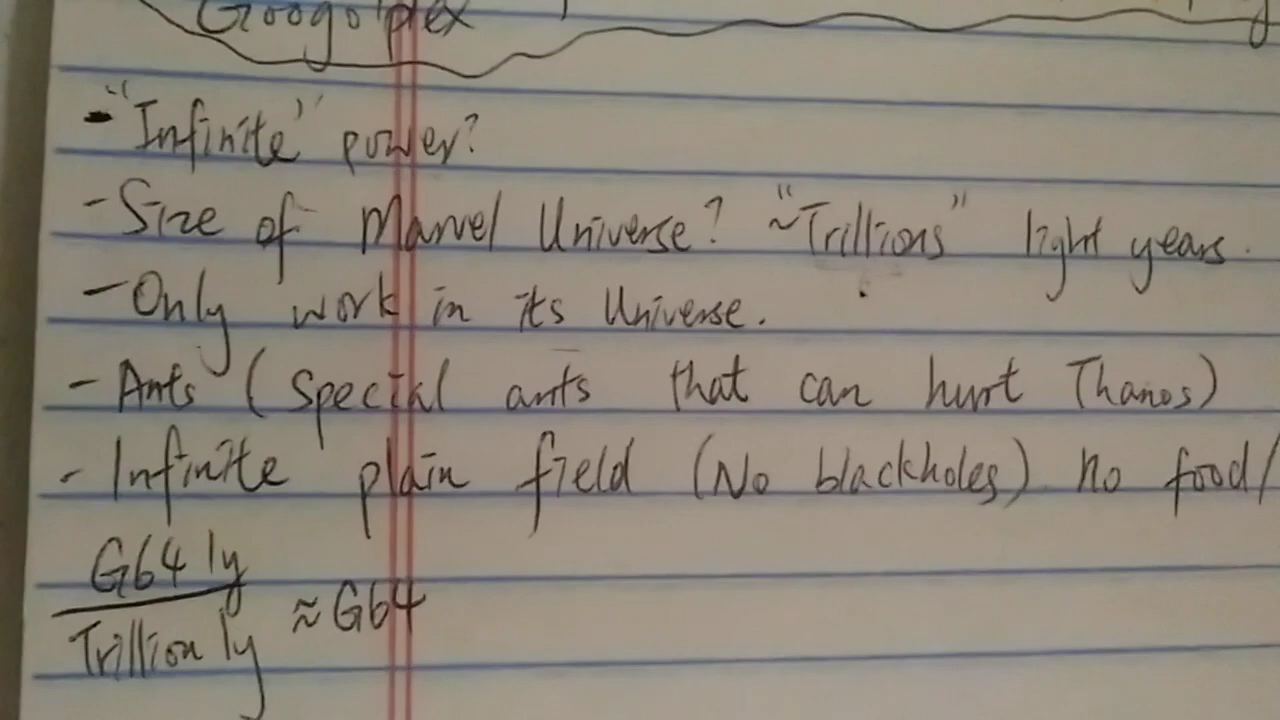 Googolplex
- "Infinite" power?
- Size of Marvel Universe? ~"Trillions" light years.
- Only work in its Universe.
- Ants (special ants that can hurt Thanos)
- Infinite plain field (No blackholes) no food/
G64 ly
Trillion ly
≈ G64